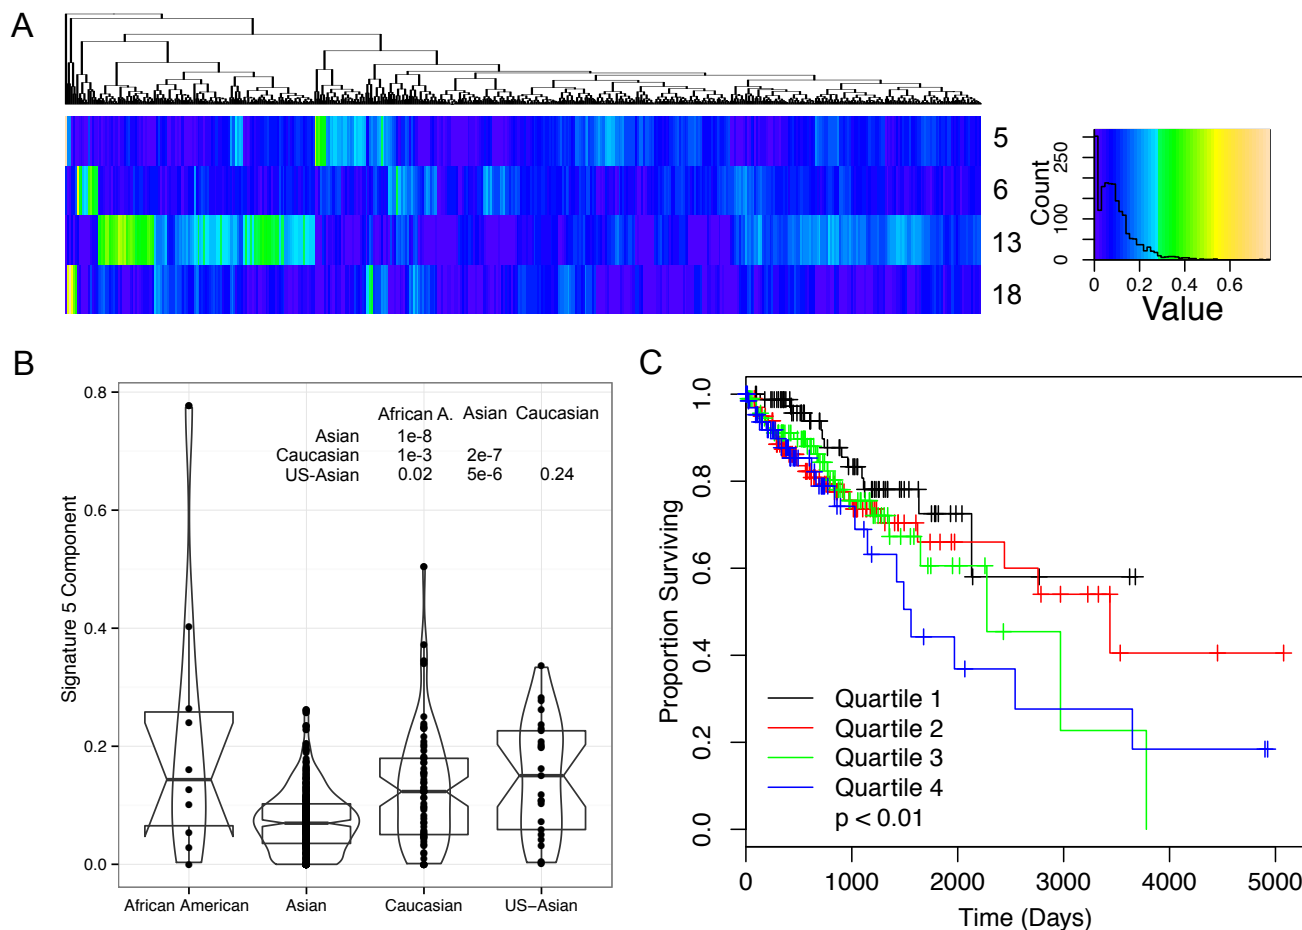 A
5
6
13
18
Count
0 100 250
0 0.2 0.4 0.6
Value
B
Signature 5 Component
0.8
0.6
0.4
0.2
0.0
African A. Asian Caucasian
Asian 1e-8
Caucasian 1e-3 2e-7
US-Asian 0.02 5e-6 0.24
African American Asian Caucasian US−Asian
C
Proportion Surviving
1.0
0.8
0.6
0.4
0.2
0.0
Quartile 1
Quartile 2
Quartile 3
Quartile 4
p < 0.01
0 1000 2000 3000 4000 5000
Time (Days)